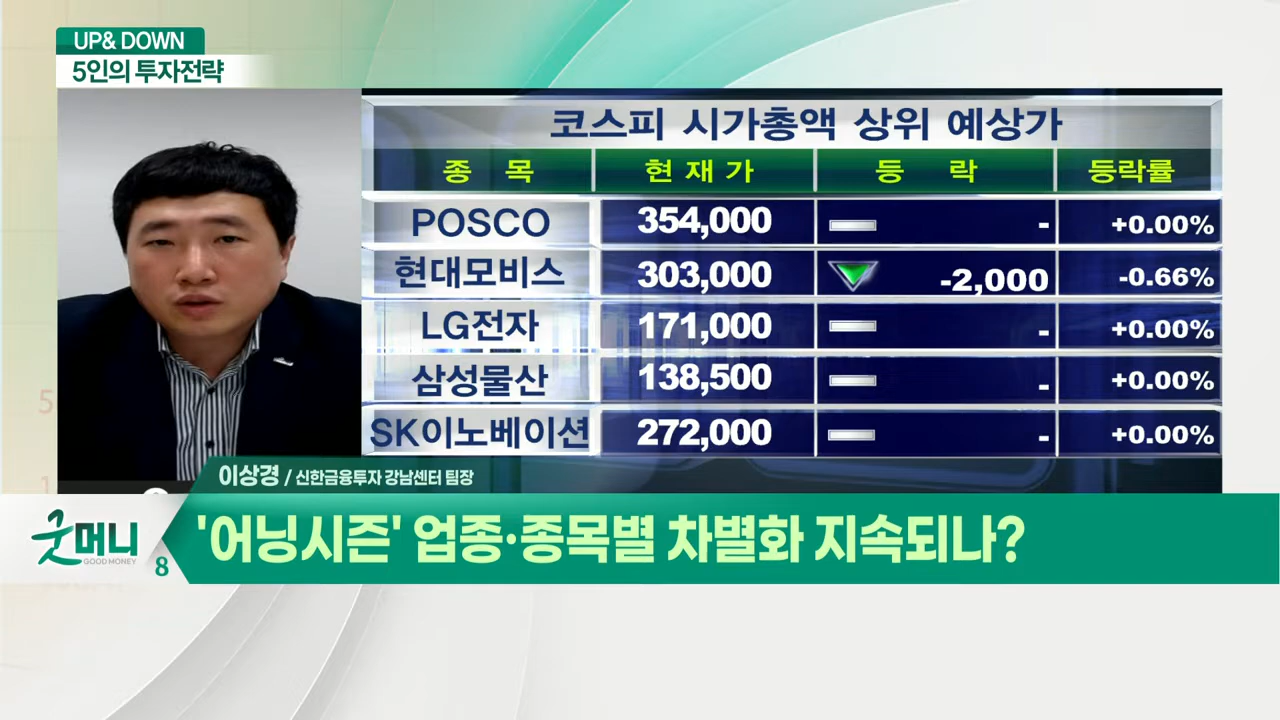 UP& DOWN
5인의 투자전략
코스피 시가총액 상위 예상가
종 목 현 재 가 등 락 등락률
POSCO 354,000 - +0.00%
현대모비스 303,000 -2,000 -0.66%
LG전자 171,000 - +0.00%
삼성물산 138,500 - +0.00%
SK이노베이션 272,000 - +0.00%
이상경 / 신한금융투자 강남센터 팀장
굿머니
GOOD MONEY
8
'어닝시즌' 업종·종목별 차별화 지속되나?
5
1